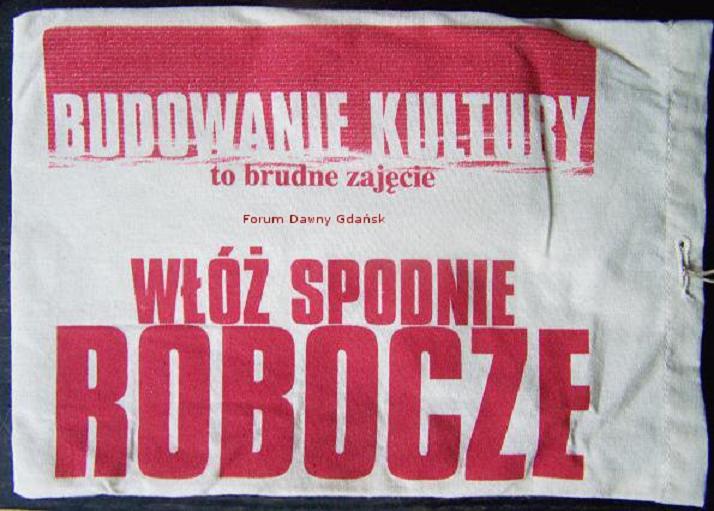 BUDOWANIE KULTURY
to brudne zajęcie
Forum Dawny Gdańsk
WŁÓŻ SPODNIE
ROBOCZE